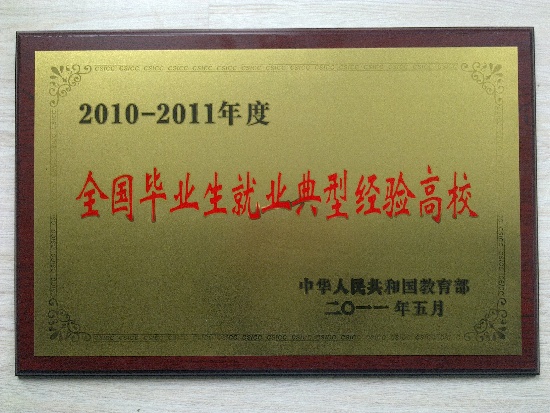 2010-2011年度
全国毕业生就业典型经验高校
中华人民共和国教育部
二〇一一年五月